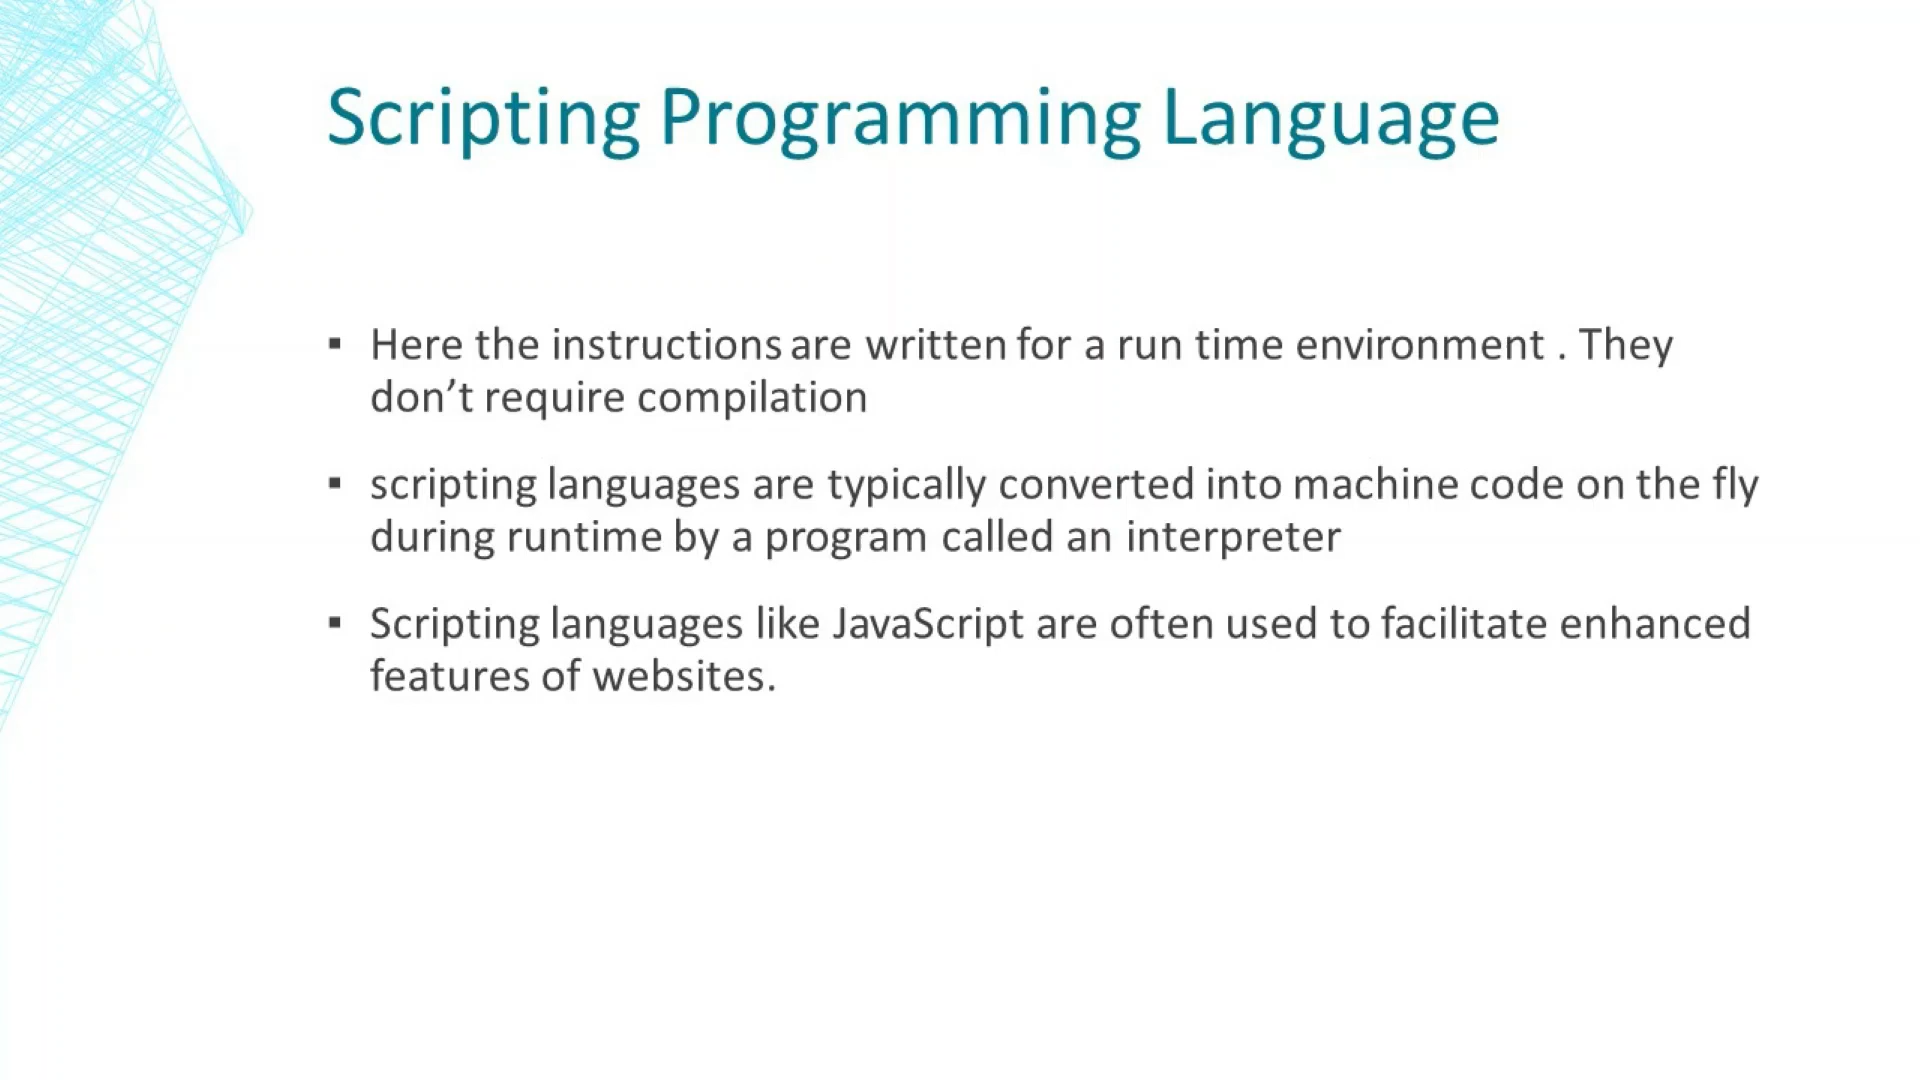 Scripting Programming Language
▪ Here the instructions are written for a run time environment . They
don’t require compilation
▪ scripting languages are typically converted into machine code on the fly
during runtime by a program called an interpreter
▪ Scripting languages like JavaScript are often used to facilitate enhanced
features of websites.